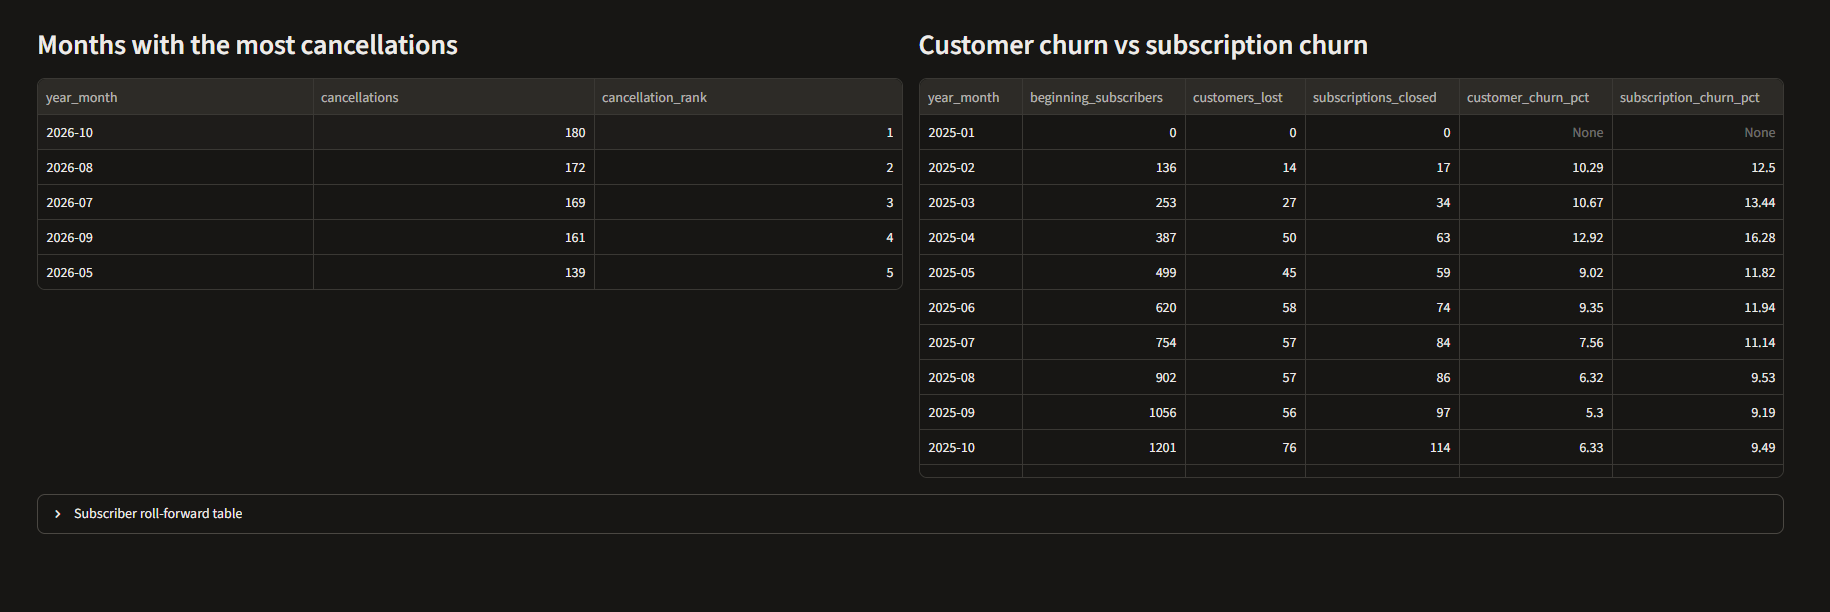 Months with the most cancellations
year_month cancellations cancellation_rank
2026-10 180 1
2026-08 172 2
2026-07 169 3
2026-09 161 4
2026-05 139 5
Customer churn vs subscription churn
year_month beginning_subscribers customers_lost subscriptions_closed customer_churn_pct subscription_churn_pct
2025-01 0 0 0 None None
2025-02 136 14 17 10.29 12.5
2025-03 253 27 34 10.67 13.44
2025-04 387 50 63 12.92 16.28
2025-05 499 45 59 9.02 11.82
2025-06 620 58 74 9.35 11.94
2025-07 754 57 84 7.56 11.14
2025-08 902 57 86 6.32 9.53
2025-09 1056 56 97 5.3 9.19
2025-10 1201 76 114 6.33 9.49
Subscriber roll-forward table